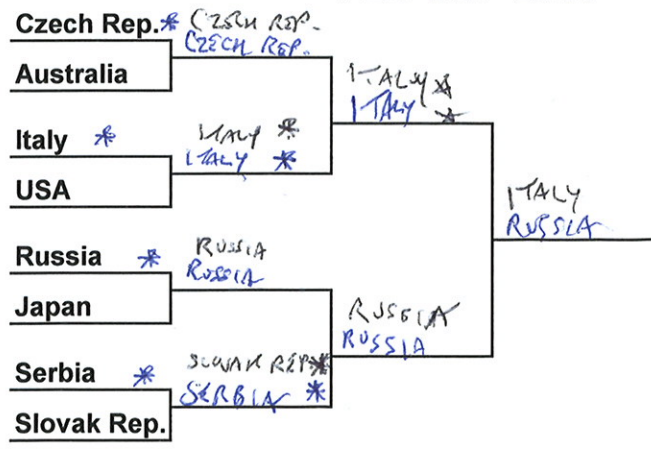 Czech Rep.* CZECH REP.
CZECH REP.
Australia
ITALY *
ITALY *
Italy * ITALY *
ITALY *
USA
ITALY
RUSSIA
Russia * RUSSIA
RUSSIA
Japan
RUSSIA
RUSSIA
Serbia * SLOVAK REP.*
SERBIA *
Slovak Rep.